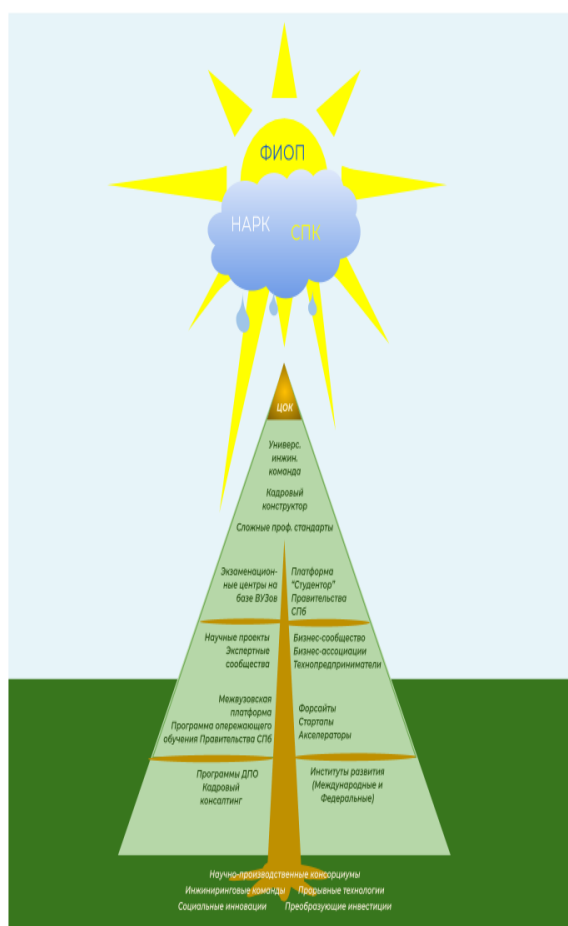 ФИОП
НАРК
СПК
ЦОК
Универс.
инжин.
команда
Кадровый
конструктор
Сложные проф. стандарты
Экзаменацион-
ные центры на
базе ВУЗов
Платформа
"Студентор"
Правительства
СПб
Научные проекты
Экспертные
сообщества
Бизнес-сообщество
Бизнес-ассоциации
Технопредприниматели
Межвузовская
платформа
Программа опережающего
обучения Правительства СПб
Форсайты
Стартапы
Акселераторы
Программы ДПО
Кадровый
консалтинг
Институты развития
(Международные и
Федеральные)
Научно-производственные консорциумы
Инжиниринговые команды Прорывные технологии
Социальные инновации Преобразующие инвестиции